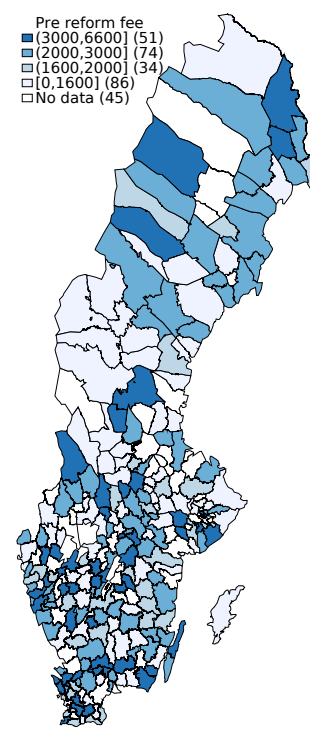 Pre reform fee
(3000,6600] (51)
(2000,3000] (74)
(1600,2000] (34)
[0,1600] (86)
No data (45)